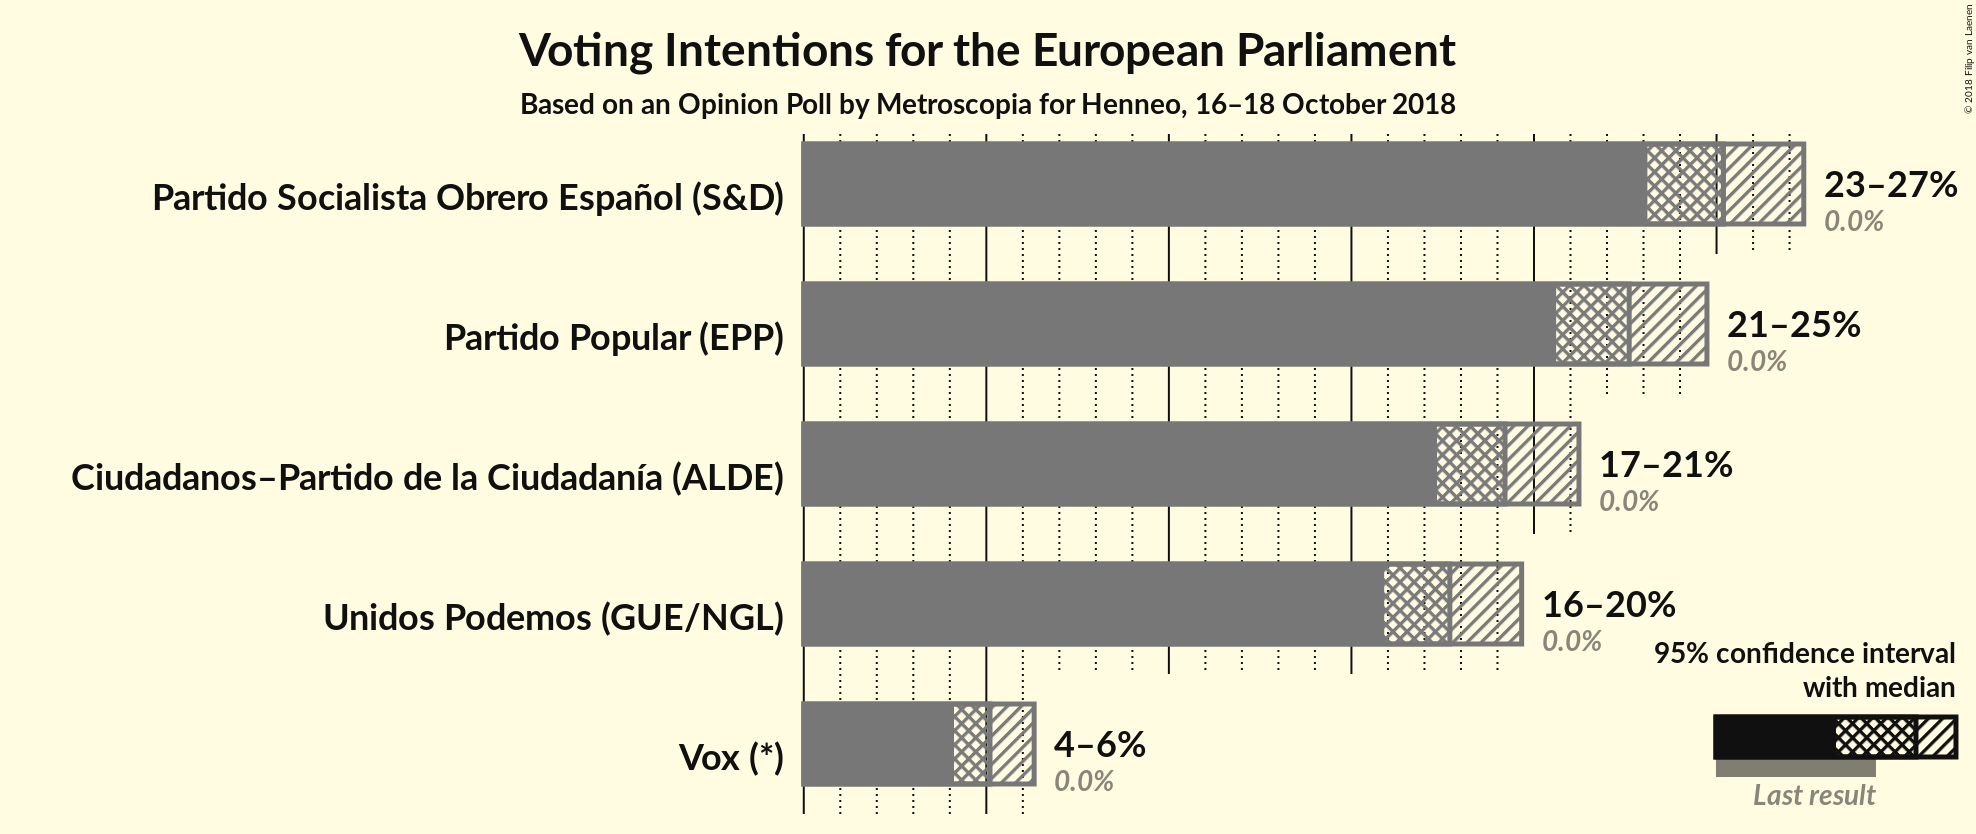 Voting Intentions for the European Parliament
Based on an Opinion Poll by Metroscopia for Henneo, 16–18 October 2018
© 2018 Filip van Laenen
Partido Socialista Obrero Español (S&D)
23–27%
0.0%
Partido Popular (EPP)
21–25%
0.0%
Ciudadanos–Partido de la Ciudadanía (ALDE)
17–21%
0.0%
Unidos Podemos (GUE/NGL)
16–20%
0.0%
Vox (*)
4–6%
0.0%
95% confidence interval
with median
Last result